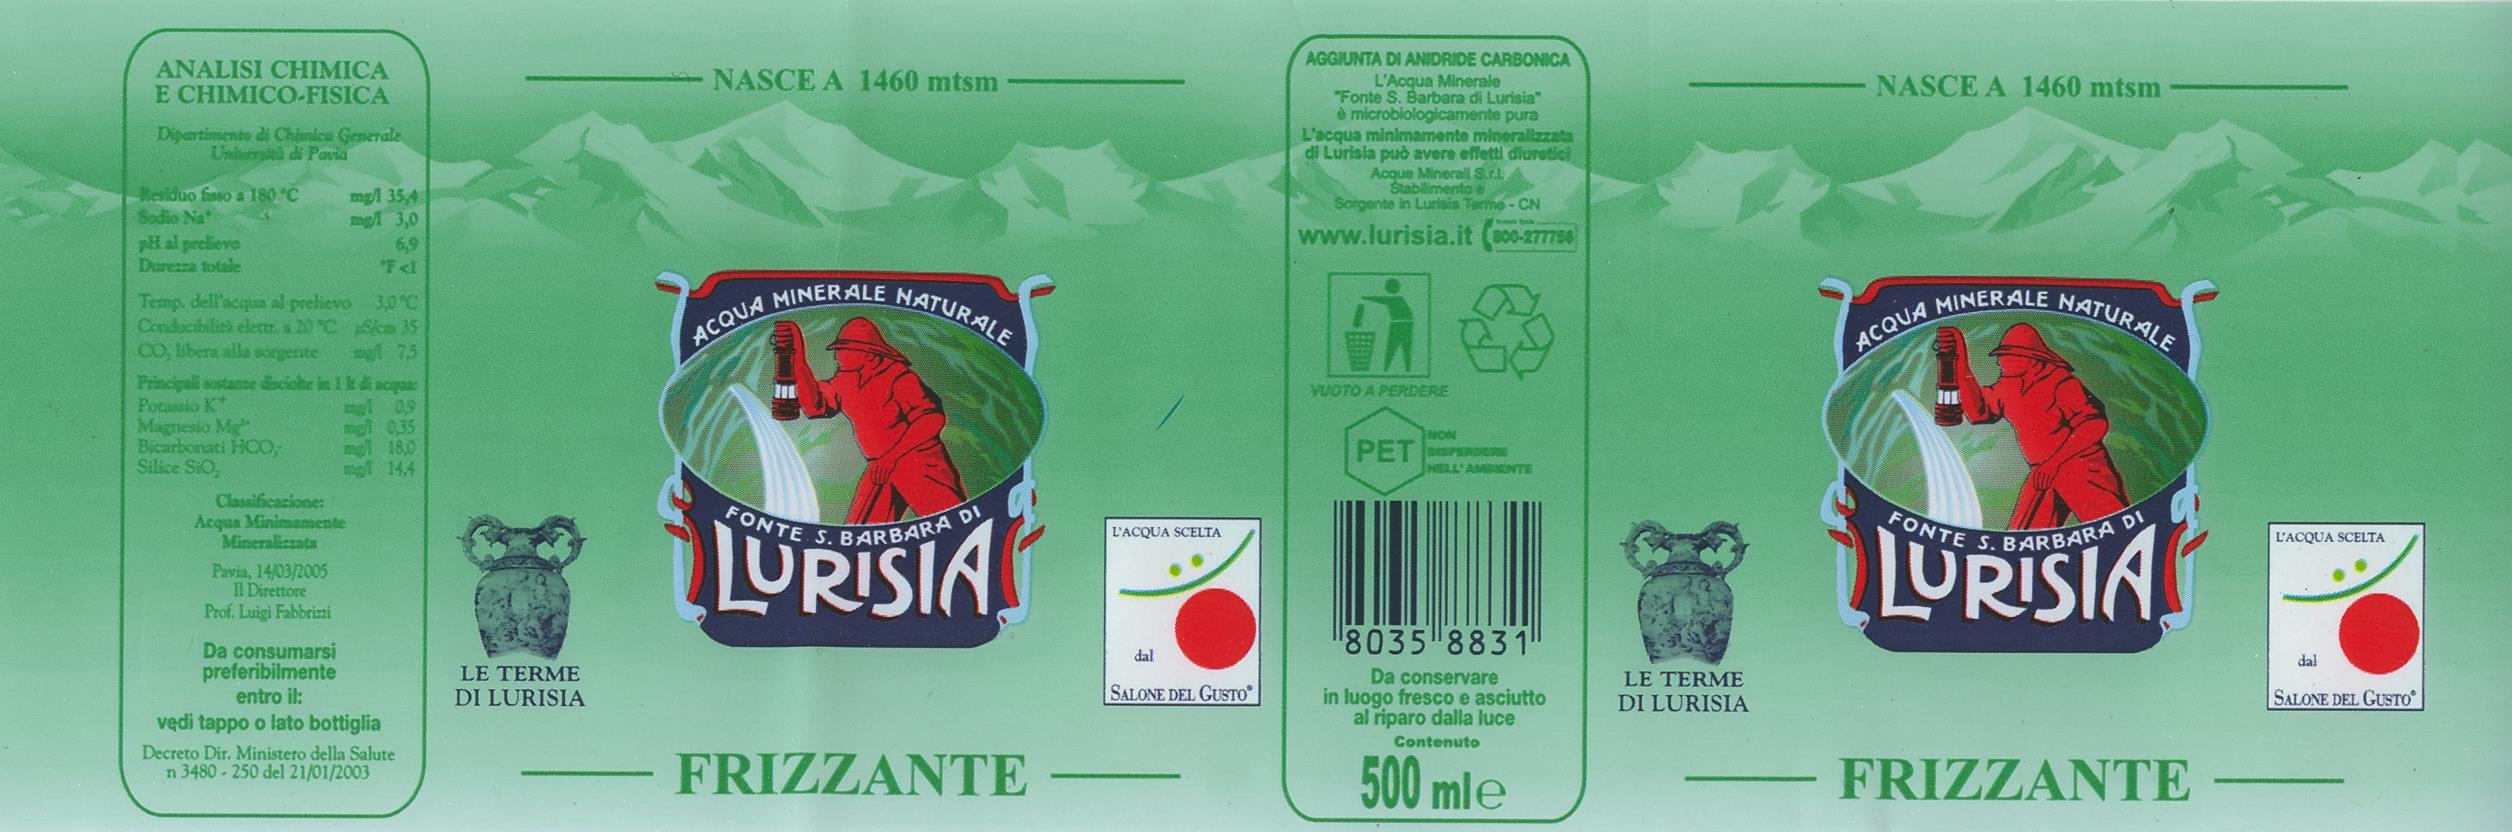 ANALISI CHIMICA
E CHIMICO-FISICA
Dipartimento di Chimica Generale
Università di Pavia
Residuo fisso a 180 °C mg/l 35,4
Sodio Na⁺ mg/l 3,0
pH al prelievo 6,9
Durezza totale °F <1
Temp. dell'acqua al prelievo 3,0 °C
Conducibilità elettr. a 20 °C µS/cm 35
CO₂ libera alla sorgente mg/l 7,5
Principali sostanze disciolte in 1 lt di acqua:
Potassio K⁺ mg/l 0,9
Magnesio Mg²⁺ mg/l 0,35
Bicarbonati HCO₃⁻ mg/l 18,0
Silice SiO₂ mg/l 14,4
Classificazione:
Acqua Minimamente
Mineralizzata
Pavia, 14/03/2005
Il Direttore
Prof. Luigi Fabbrizi
Da consumarsi
preferibilmente
entro il:
vedi tappo o lato bottiglia
Decreto Dir. Ministero della Salute
n 3480 - 250 del 21/01/2003
NASCE A 1460 mtsm
ACQUA MINERALE NATURALE
FONTE S. BARBARA DI
LURISIA
LE TERME
DI LURISIA
L'ACQUA SCELTA
dal
SALONE DEL GUSTO®
FRIZZANTE
AGGIUNTA DI ANIDRIDE CARBONICA
L'Acqua Minerale
"Fonte S. Barbara di Lurisia"
è microbiologicamente pura
L'acqua minimamente mineralizzata
di Lurisia può avere effetti diuretici
Acque Minerali S.r.l.
Stabilimento e
Sorgente in Lurisia Terme - CN
www.lurisia.it 800-277756
VUOTO A PERDERE
PET
NON
DISPERDERE
NELL'AMBIENTE
8035 8831
Da conservare
in luogo fresco e asciutto
al riparo dalla luce
Contenuto
500 ml e
NASCE A 1460 mtsm
ACQUA MINERALE NATURALE
FONTE S. BARBARA DI
LURISIA
LE TERME
DI LURISIA
L'ACQUA SCELTA
dal
SALONE DEL GUSTO®
FRIZZANTE